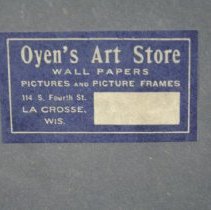 Oyen's Art Store
WALL PAPERS
PICTURES AND PICTURE FRAMES
114 S. Fourth St.
LA CROSSE,
WIS.